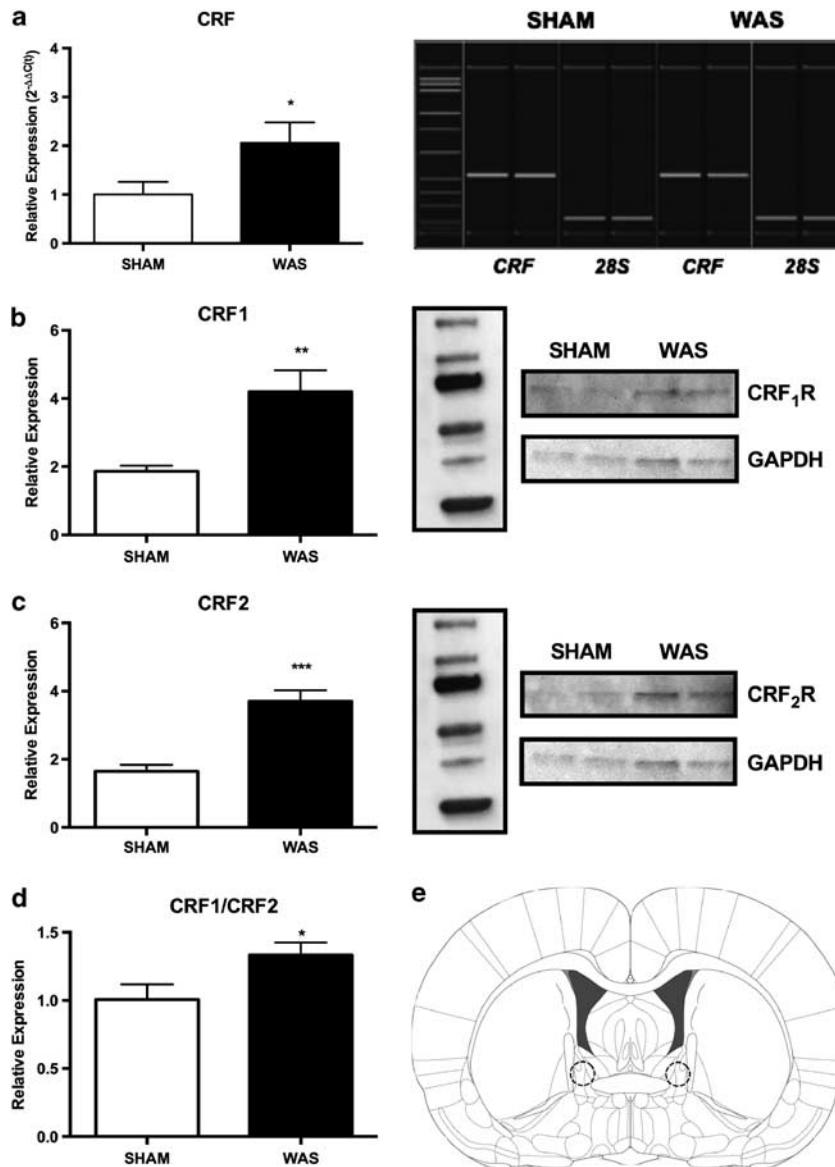 a
CRF
Relative Expression (2^-ΔΔC(t))
4
3
2
1
0
*
SHAM
WAS
SHAM WAS
CRF 28S CRF 28S
b
CRF1
Relative Expression
6
4
2
0
**
SHAM
WAS
SHAM WAS
CRF₁R
GAPDH
c
CRF2
Relative Expression
6
4
2
0
***
SHAM
WAS
SHAM WAS
CRF₂R
GAPDH
d
CRF1/CRF2
Relative Expression
1.5
1.0
0.5
0.0
*
SHAM
WAS
e